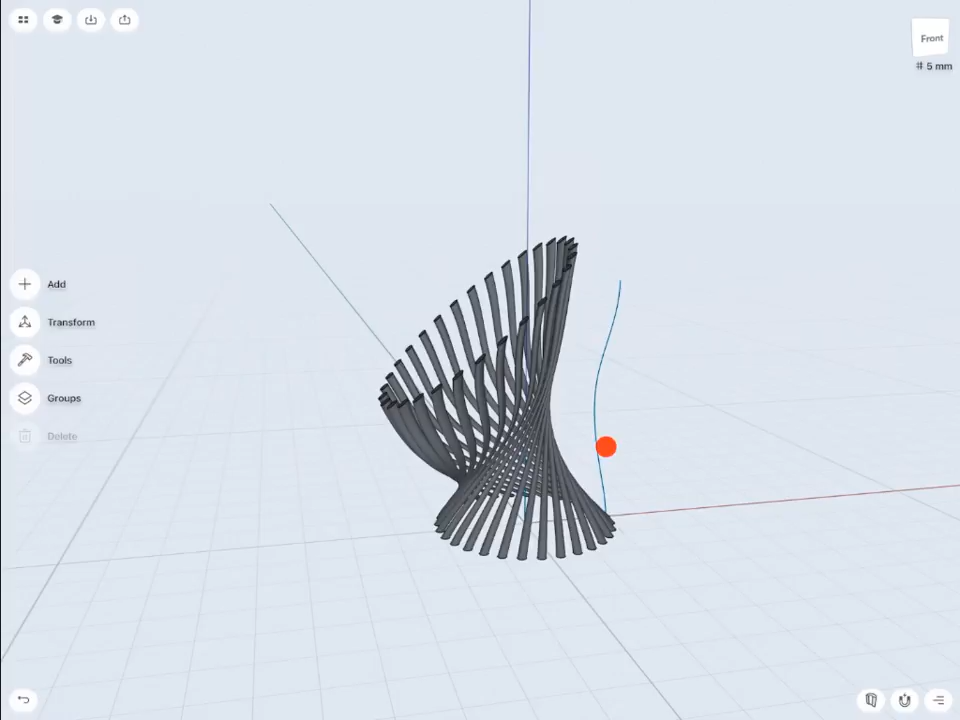 Front
# 5 mm
Add
Transform
Tools
Groups
Delete